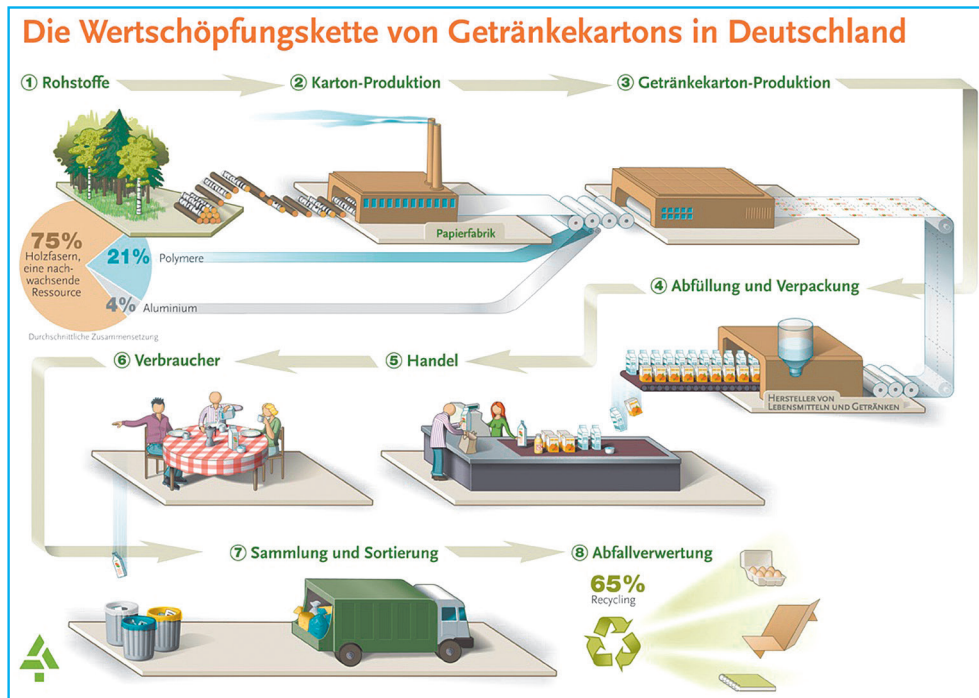 Die Wertschöpfungskette von Getränkekartons in Deutschland
1 Rohstoffe
2 Karton-Produktion
3 Getränkekarton-Produktion
Papierfabrik
75%
Holzfasern,
eine nach-
wachsende
Ressource
21%
Polymere
4%
Aluminium
Durchschnittliche Zusammensetzung
4 Abfüllung und Verpackung
HERSTELLER VON
LEBENSMITTELN UND GETRÄNKEN
5 Handel
6 Verbraucher
7 Sammlung und Sortierung
8 Abfallverwertung
65%
Recycling